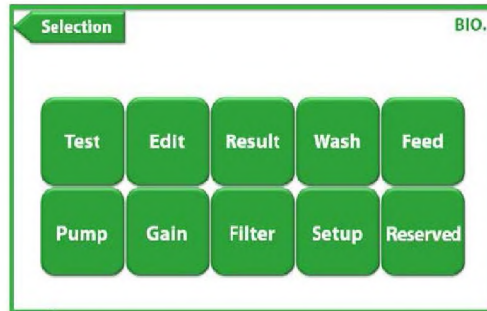 Selection
BIO.
Test Edit Result Wash Feed
Pump Gain Filter Setup Reserved